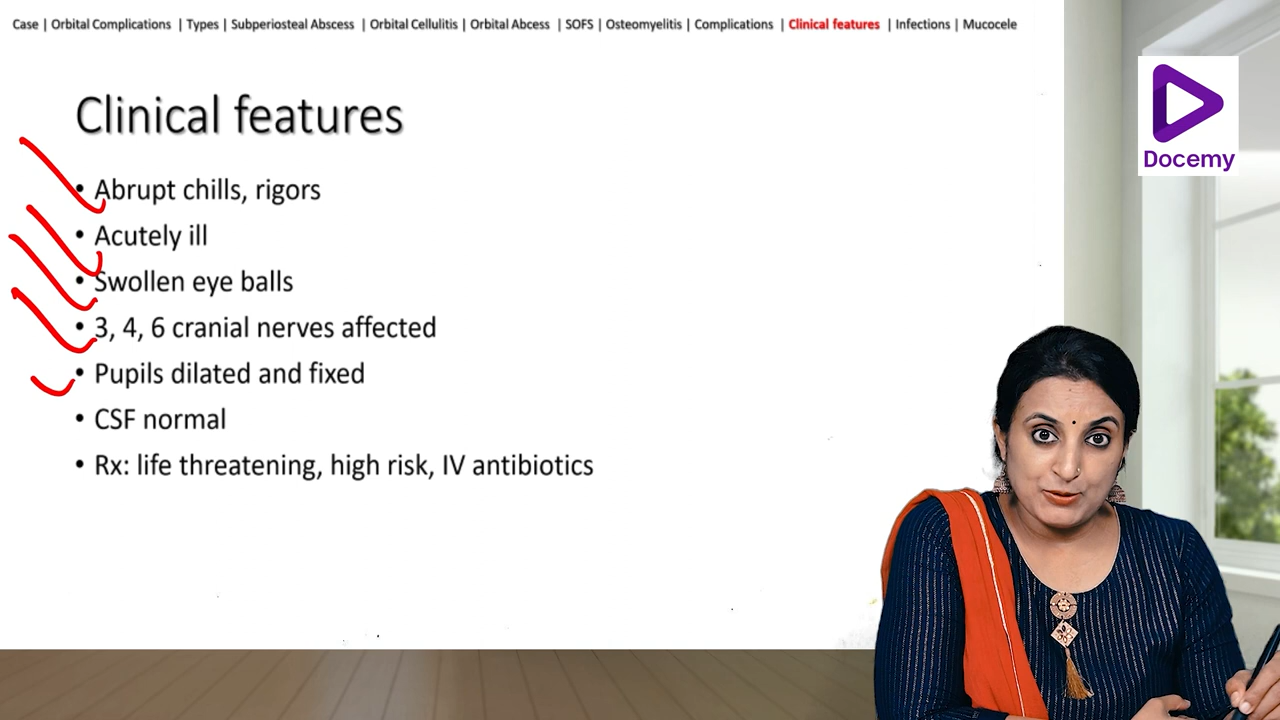 Case | Orbital Complications | Types | Subperiosteal Abscess | Orbital Cellulitis | Orbital Abcess | SOFS | Osteomyelitis | Complications | Clinical features | Infections | Mucocele
Docemy
Clinical features
• Abrupt chills, rigors
• Acutely ill
• Swollen eye balls
• 3, 4, 6 cranial nerves affected
• Pupils dilated and fixed
• CSF normal
• Rx: life threatening, high risk, IV antibiotics